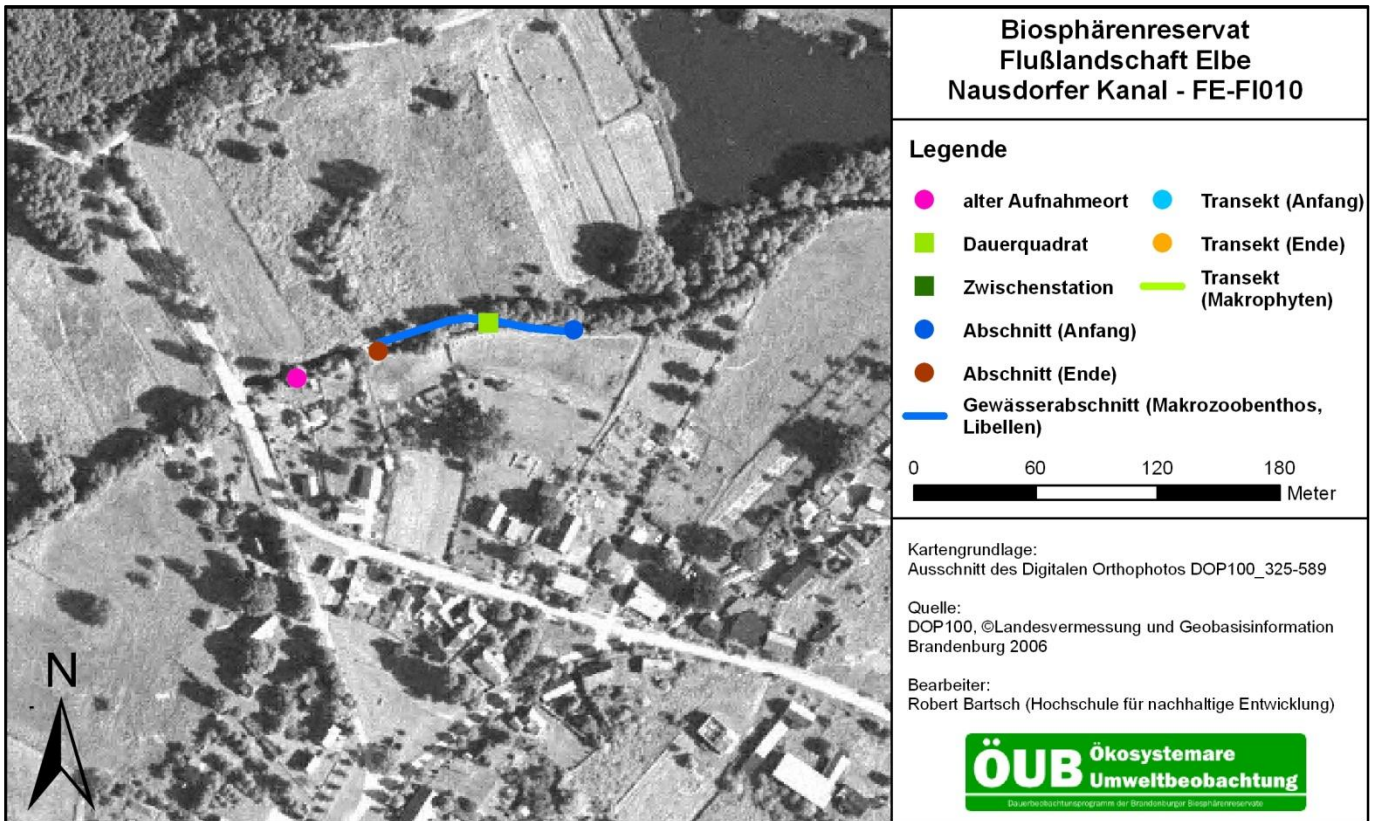 Biosphärenreservat
Flußlandschaft Elbe
Nausdorfer Kanal - FE-FI010
Legende
alter Aufnahmeort
Transekt (Anfang)
Dauerquadrat
Transekt (Ende)
Zwischenstation
Transekt
(Makrophyten)
Abschnitt (Anfang)
Abschnitt (Ende)
Gewässerabschnitt (Makrozoobenthos,
Libellen)
0 60 120 180
Meter
Kartengrundlage:
Ausschnitt des Digitalen Orthophotos DOP100_325-589
Quelle:
DOP100, ©Landesvermessung und Geobasisinformation
Brandenburg 2006
Bearbeiter:
Robert Bartsch (Hochschule für nachhaltige Entwicklung)
ÖUB Ökosystemare
Umweltbeobachtung
Dauerbeobachtungsprogramm der Brandenburger Biosphärenreservate
N